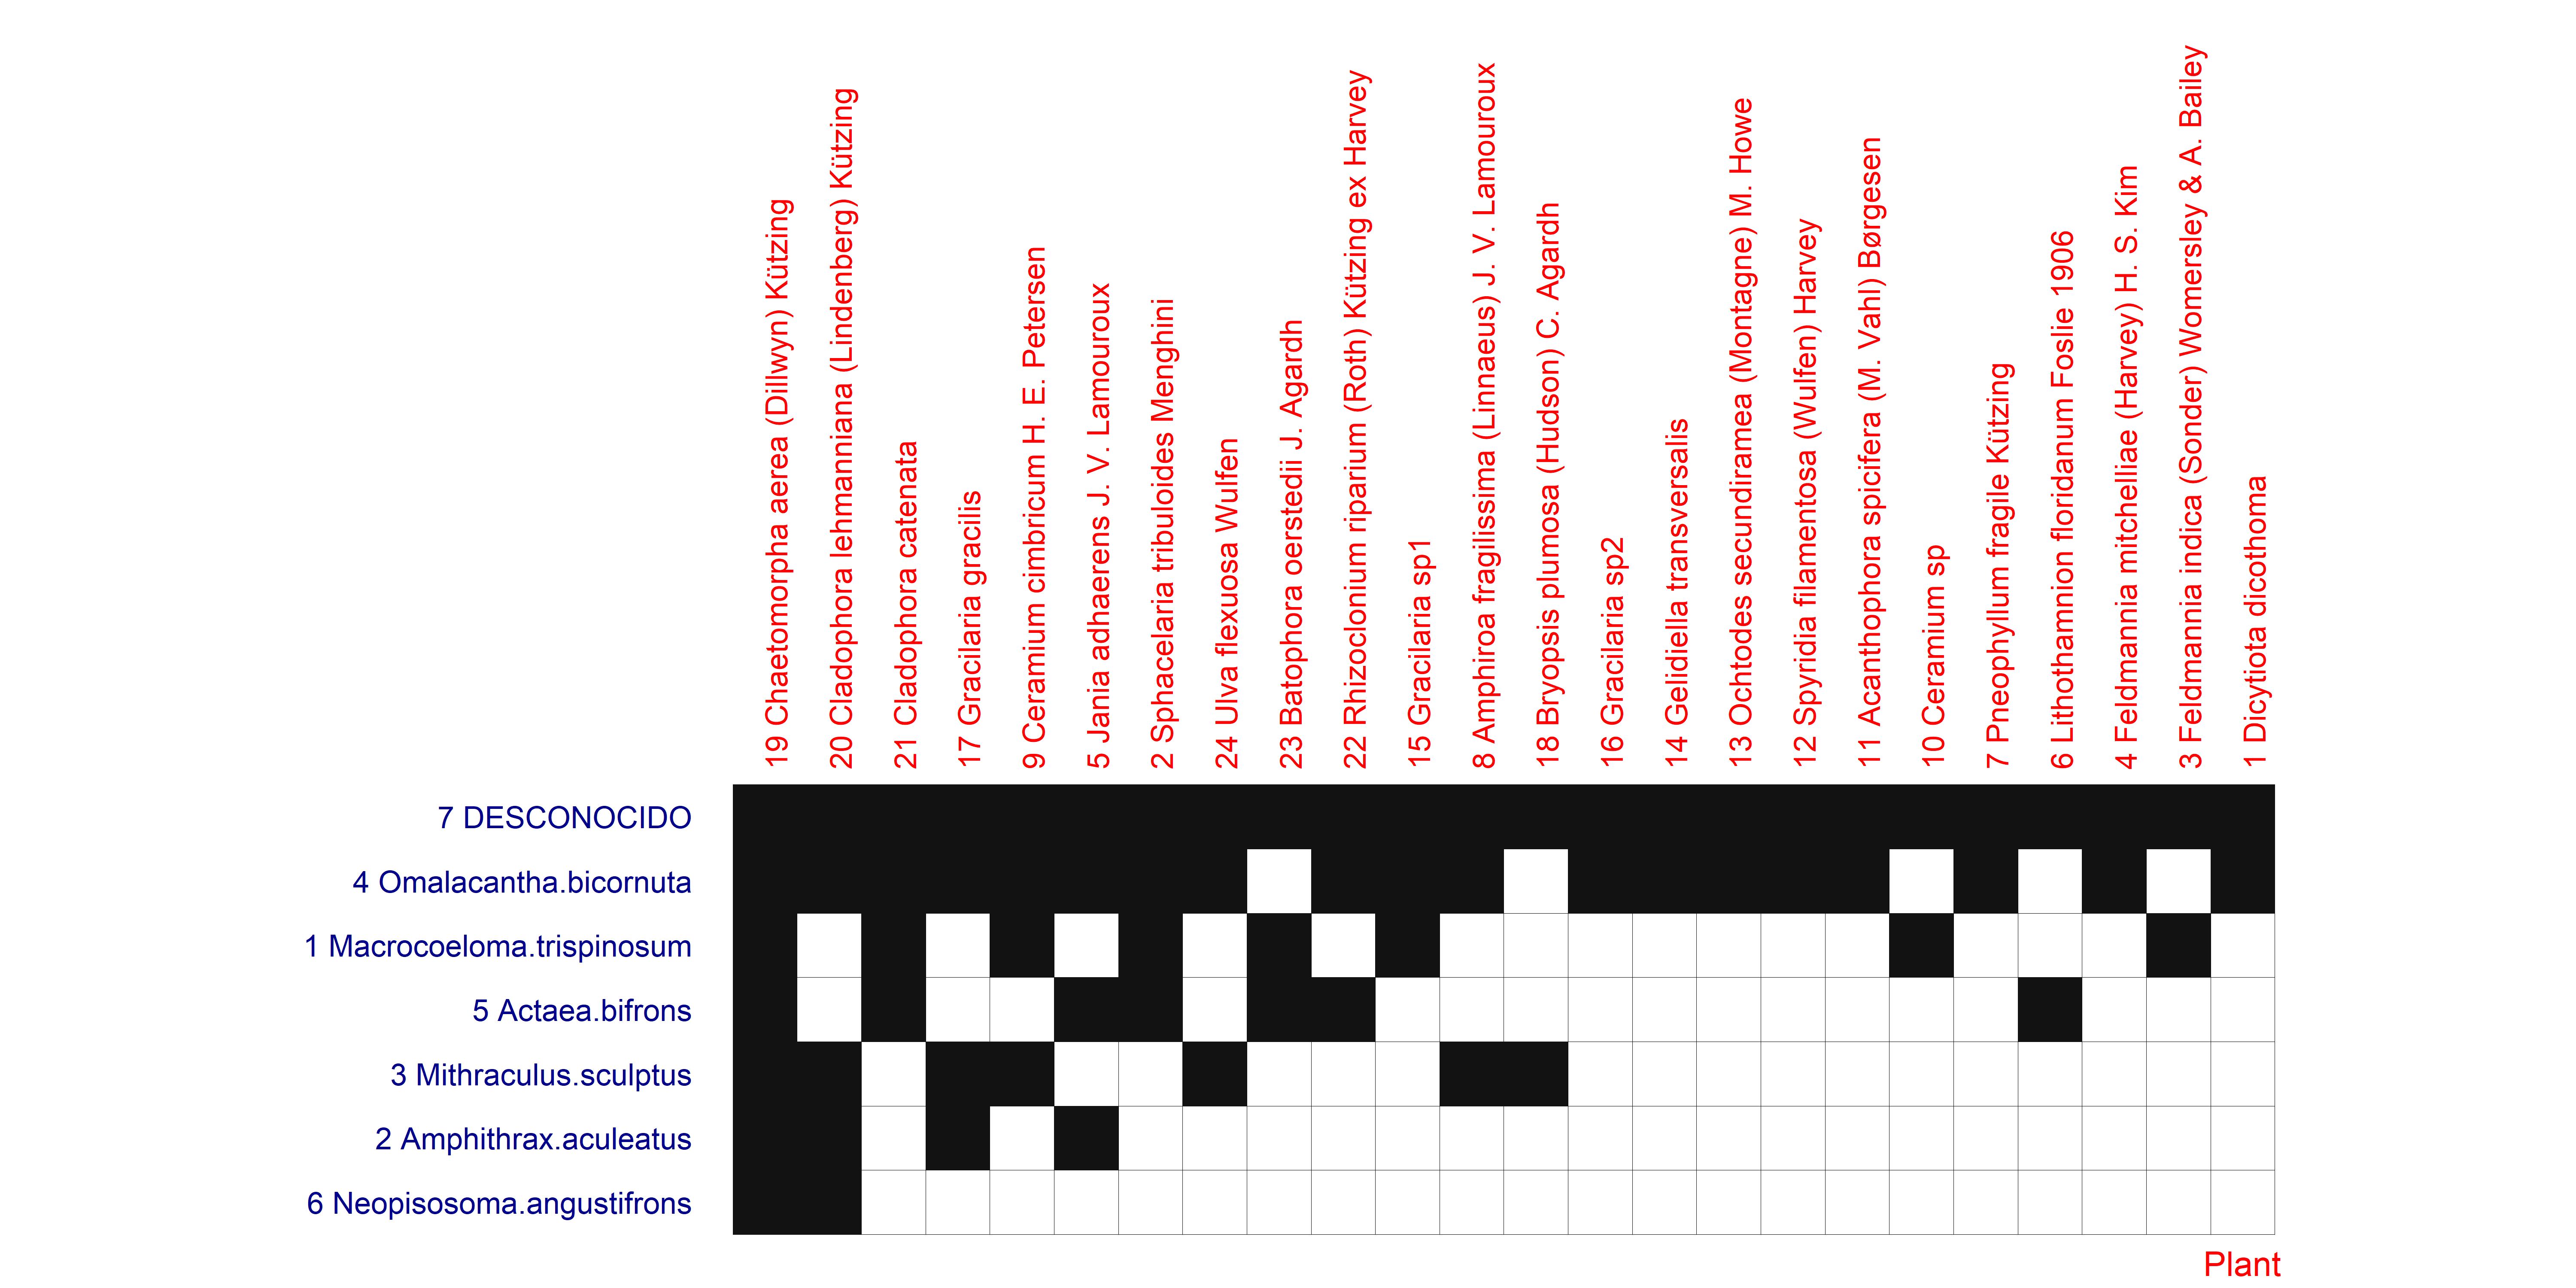 19 Chaetomorpha aerea (Dillwyn) Kützing
20 Cladophora lehmanniana (Lindenberg) Kützing
21 Cladophora catenata
17 Gracilaria gracilis
9 Ceramium cimbricum H. E. Petersen
5 Jania adhaerens J. V. Lamouroux
2 Sphacelaria tribuloides Menghini
24 Ulva flexuosa Wulfen
23 Batophora oerstedii J. Agardh
22 Rhizoclonium riparium (Roth) Kützing ex Harvey
15 Gracilaria sp1
8 Amphiroa fragilissima (Linnaeus) J. V. Lamouroux
18 Bryopsis plumosa (Hudson) C. Agardh
16 Gracilaria sp2
14 Gelidiella transversalis
13 Ochtodes secundiramea (Montagne) M. Howe
12 Spyridia filamentosa (Wulfen) Harvey
11 Acanthophora spicifera (M. Vahl) Børgesen
10 Ceramium sp
7 Pneophyllum fragile Kützing
6 Lithothamnion floridanum Foslie 1906
4 Feldmannia mitchelliae (Harvey) H. S. Kim
3 Feldmannia indica (Sonder) Womersley & A. Bailey
1 Dicytiota dicothoma
7 DESCONOCIDO
4 Omalacantha.bicornuta
1 Macrocoeloma.trispinosum
5 Actaea.bifrons
3 Mithraculus.sculptus
2 Amphithrax.aculeatus
6 Neopisosoma.angustifrons
Plant